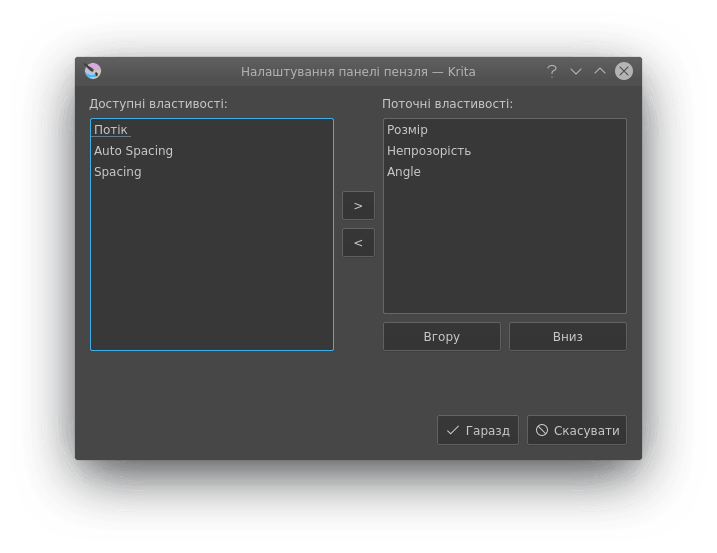 Налаштування панелі пензля — Krita
?
Доступні властивості:
Потік
Auto Spacing
Spacing
>
<
Поточні властивості:
Розмір
Непрозорість
Angle
Вгору
Вниз
Гаразд
Скасувати